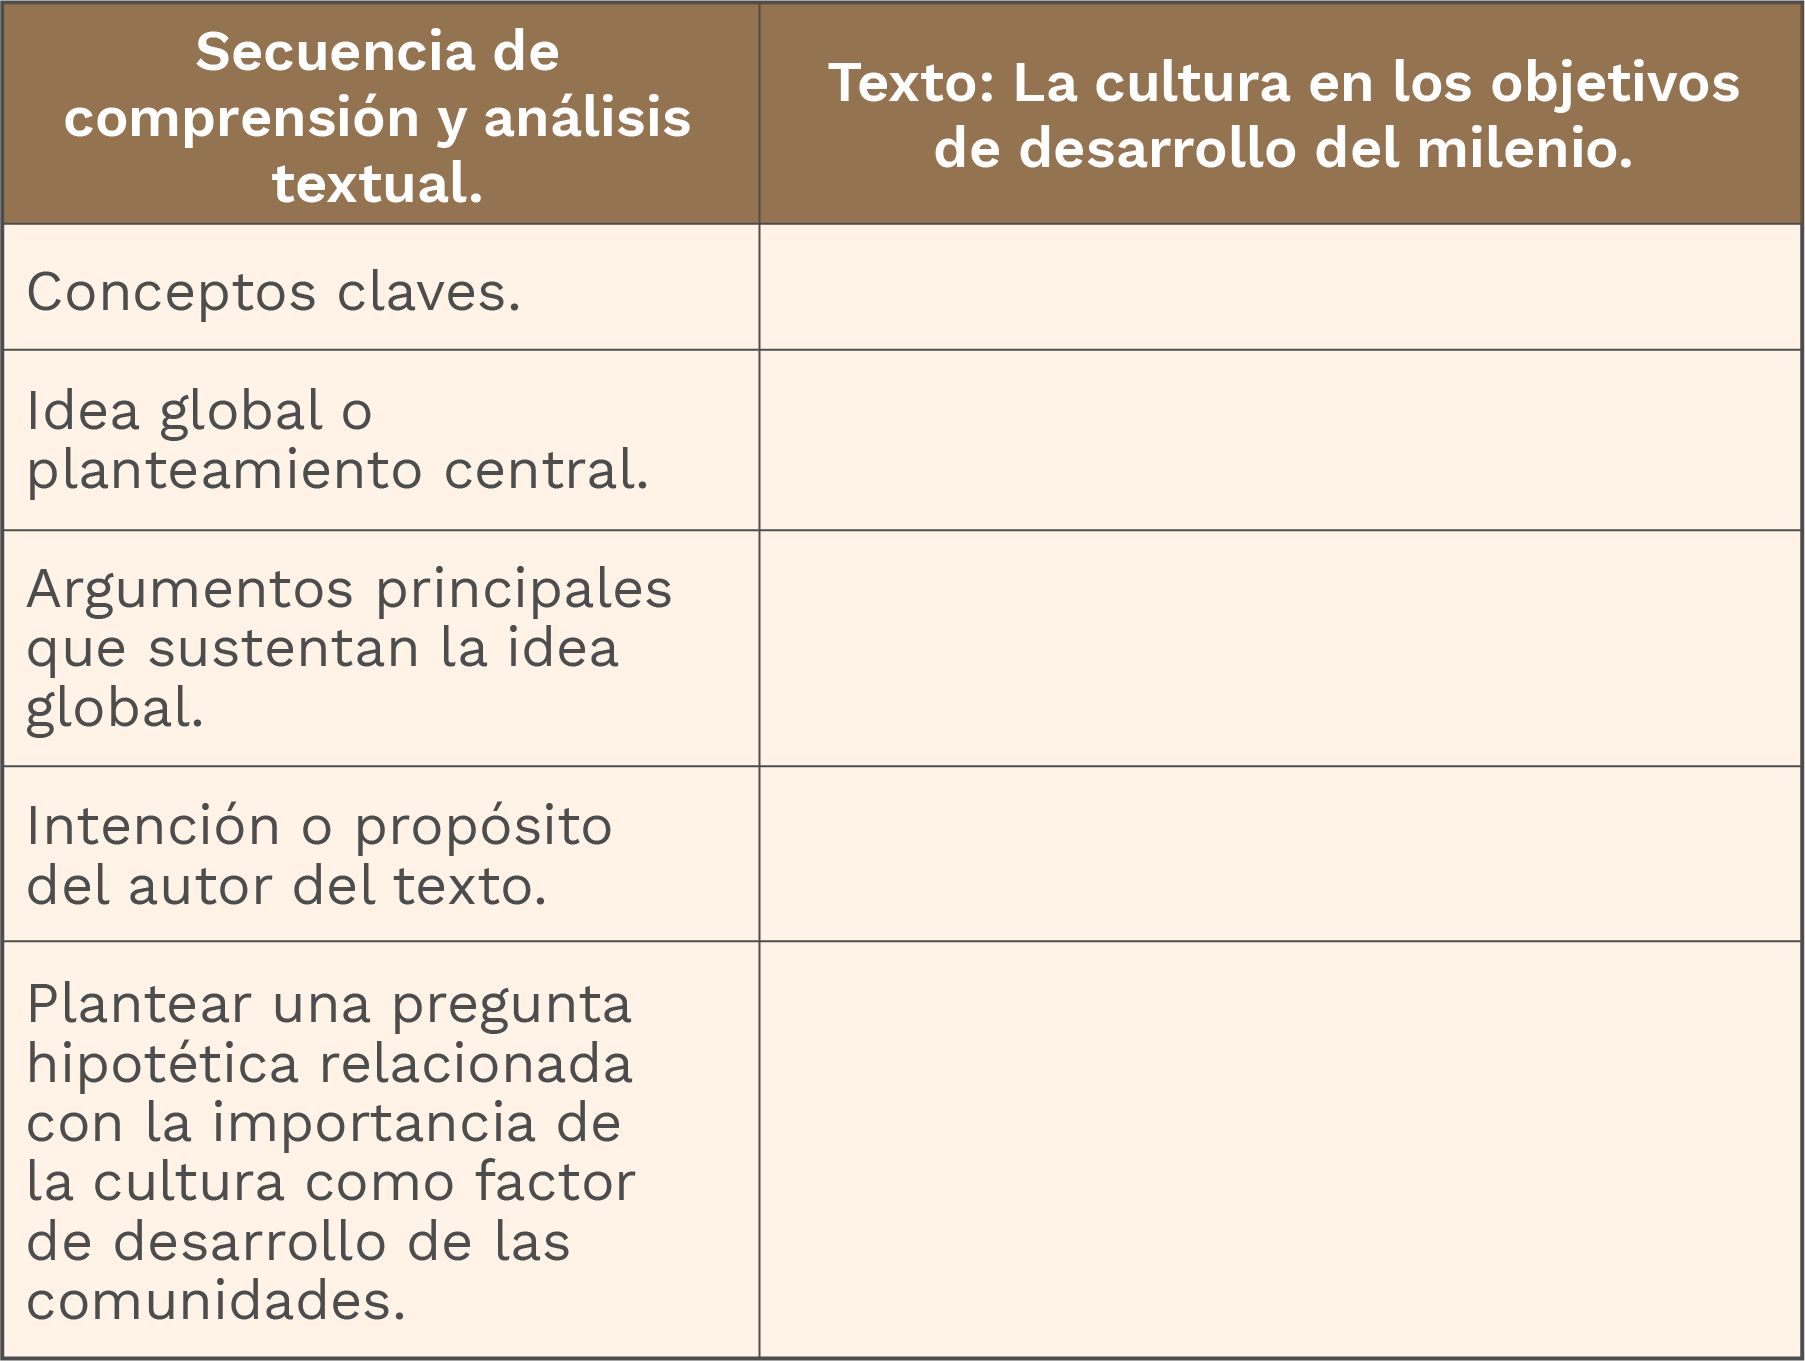 Secuencia de
comprensión y análisis
textual.
Texto: La cultura en los objetivos
de desarrollo del milenio.
Conceptos claves.
Idea global o
planteamiento central.
Argumentos principales
que sustentan la idea
global.
Intención o propósito
del autor del texto.
Plantear una pregunta
hipotética relacionada
con la importancia de
la cultura como factor
de desarrollo de las
comunidades.